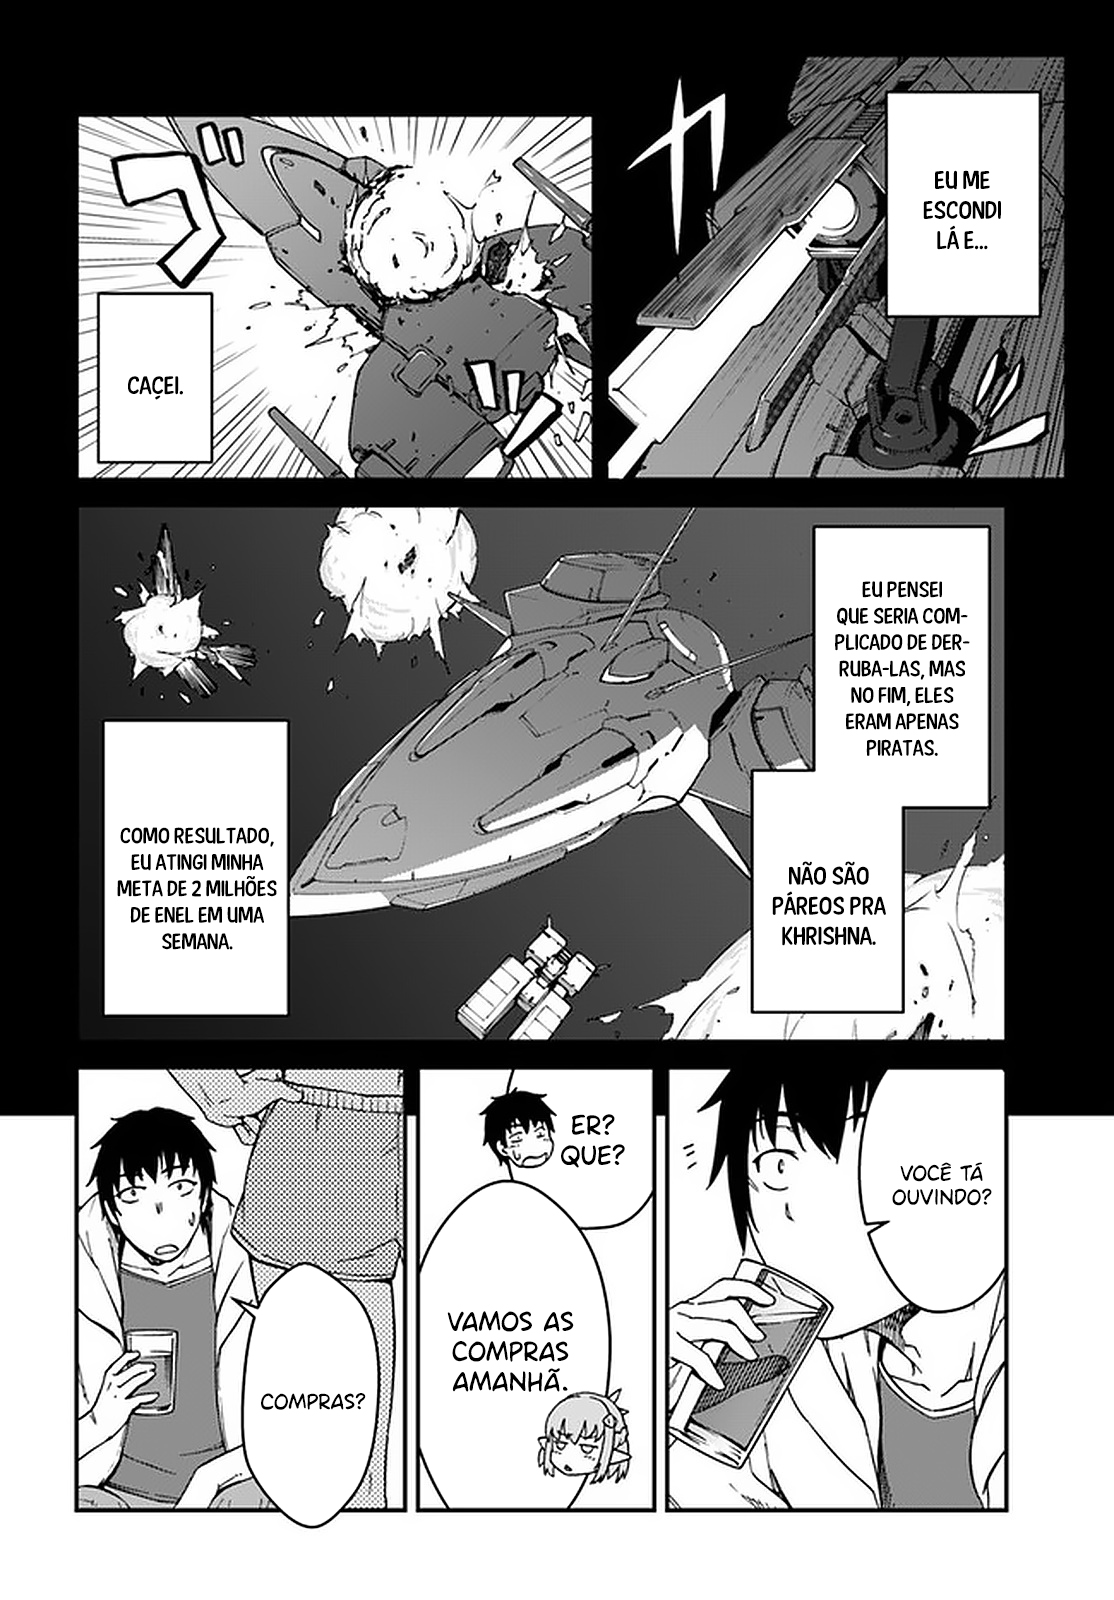 EU ME
ESCONDI
LÁ E...
カ
ゴ
CAÇEI.
EU PENSEI
QUE SERIA COM-
PLICADO DE DER-
RUBA-LAS, MAS
NO FIM, ELES
ERAM APENAS
PIRATAS.
NÃO SÃO
PÁREOS PRA
KHRISHNA.
COMO RESULTADO,
EU ATINGI MINHA
META DE 2 MILHÕES
DE ENEL EM UMA
SEMANA.
VOCÊ TÁ
OUVINDO?
ER?
QUE?
VAMOS AS
COMPRAS
AMANHÃ.
COMPRAS?